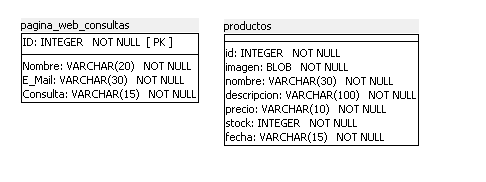 pagina_web_consultas
ID: INTEGER NOT NULL [ PK ]
Nombre: VARCHAR(20) NOT NULL
E_Mail: VARCHAR(30) NOT NULL
Consulta: VARCHAR(15) NOT NULL
productos
id: INTEGER NOT NULL
imagen: BLOB NOT NULL
nombre: VARCHAR(30) NOT NULL
descripcion: VARCHAR(100) NOT NULL
precio: VARCHAR(10) NOT NULL
stock: INTEGER NOT NULL
fecha: VARCHAR(15) NOT NULL